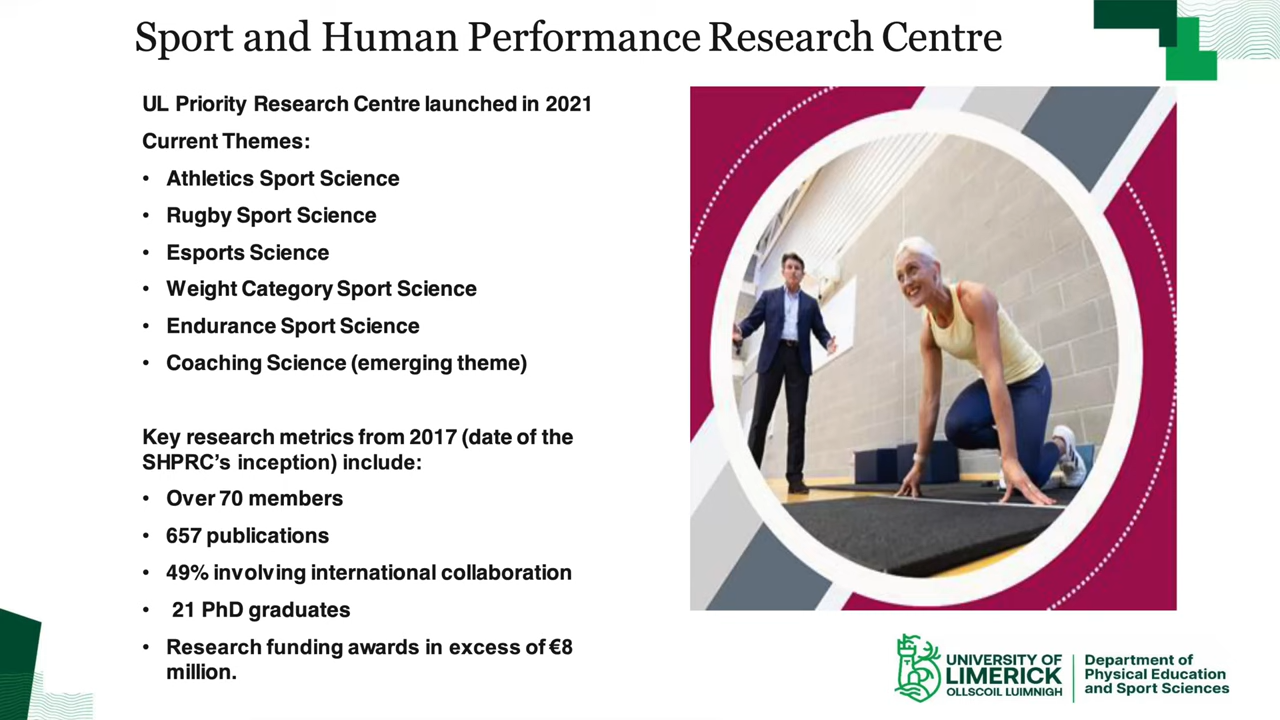 Sport and Human Performance Research Centre
UL Priority Research Centre launched in 2021
Current Themes:
• Athletics Sport Science
• Rugby Sport Science
• Esports Science
• Weight Category Sport Science
• Endurance Sport Science
• Coaching Science (emerging theme)
Key research metrics from 2017 (date of the
SHPRC’s inception) include:
• Over 70 members
• 657 publications
• 49% involving international collaboration
• 21 PhD graduates
• Research funding awards in excess of €8
million.
UNIVERSITY OF
LIMERICK
OLLSCOIL LUIMNIGH
Department of
Physical Education
and Sport Sciences